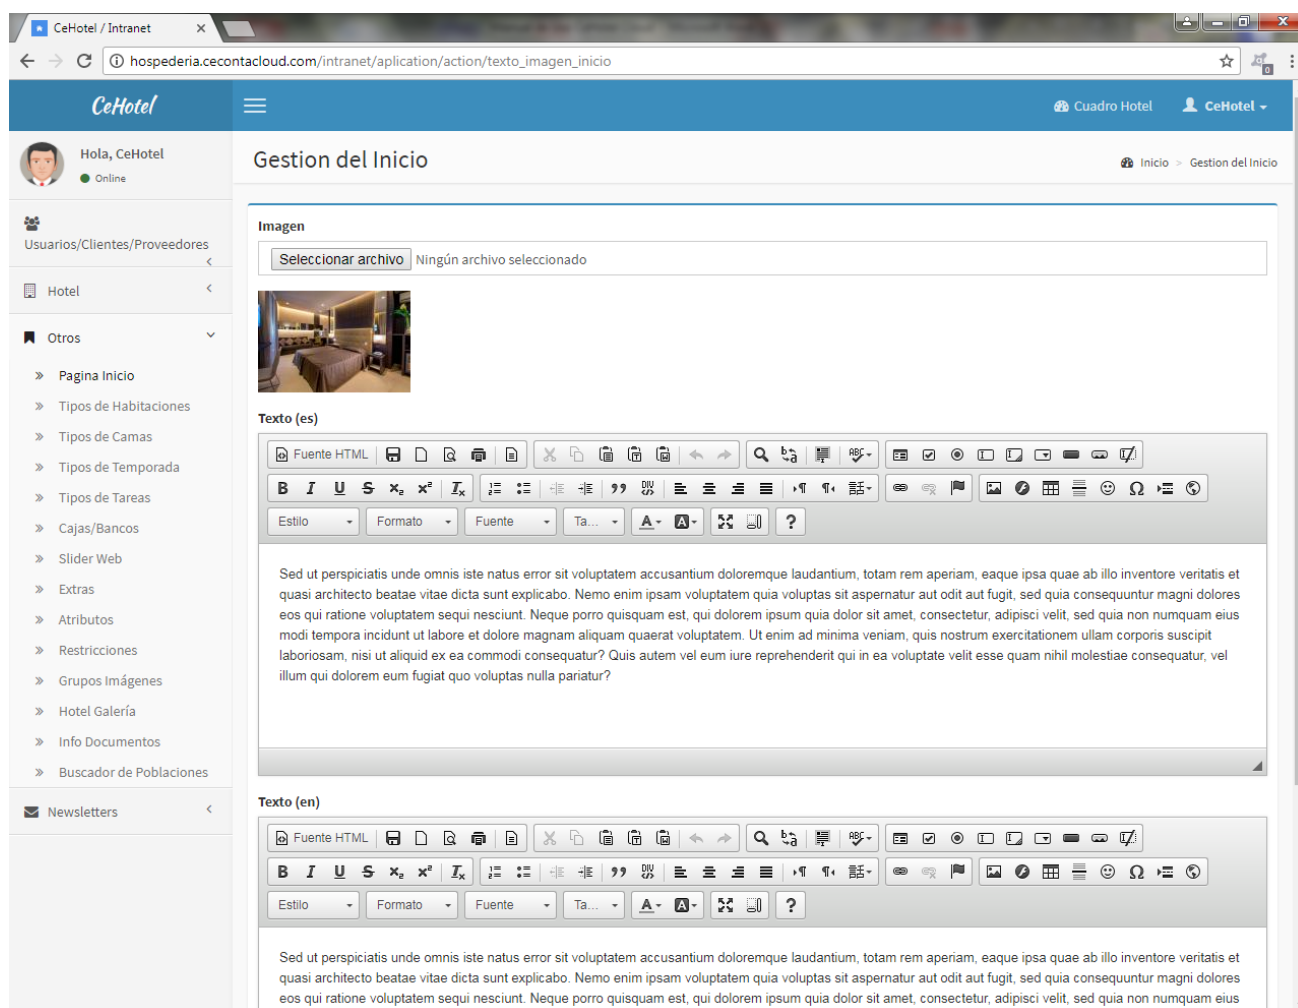 CeHotel / Intranet
hospederia.cecontacloud.com/intranet/aplication/action/texto_imagen_inicio
0
CeHotel
Cuadro Hotel
CeHotel
Hola, CeHotel
Online
Gestion del Inicio
Inicio > Gestion del Inicio
Usuarios/Clientes/Proveedores
Hotel
Otros
Pagina Inicio
Tipos de Habitaciones
Tipos de Camas
Tipos de Temporada
Tipos de Tareas
Cajas/Bancos
Slider Web
Extras
Atributos
Restricciones
Grupos Imágenes
Hotel Galería
Info Documentos
Buscador de Poblaciones
Newsletters
Imagen
Seleccionar archivo Ningún archivo seleccionado
Texto (es)
Fuente HTML
Estilo Formato Fuente Ta... A A ?
Sed ut perspiciatis unde omnis iste natus error sit voluptatem accusantium doloremque laudantium, totam rem aperiam, eaque ipsa quae ab illo inventore veritatis et
quasi architecto beatae vitae dicta sunt explicabo. Nemo enim ipsam voluptatem quia voluptas sit aspernatur aut odit aut fugit, sed quia consequuntur magni dolores
eos qui ratione voluptatem sequi nesciunt. Neque porro quisquam est, qui dolorem ipsum quia dolor sit amet, consectetur, adipisci velit, sed quia non numquam eius
modi tempora incidunt ut labore et dolore magnam aliquam quaerat voluptatem. Ut enim ad minima veniam, quis nostrum exercitationem ullam corporis suscipit
laboriosam, nisi ut aliquid ex ea commodi consequatur? Quis autem vel eum iure reprehenderit qui in ea voluptate velit esse quam nihil molestiae consequatur, vel
illum qui dolorem eum fugiat quo voluptas nulla pariatur?
Texto (en)
Fuente HTML
Estilo Formato Fuente Ta... A A ?
Sed ut perspiciatis unde omnis iste natus error sit voluptatem accusantium doloremque laudantium, totam rem aperiam, eaque ipsa quae ab illo inventore veritatis et
quasi architecto beatae vitae dicta sunt explicabo. Nemo enim ipsam voluptatem quia voluptas sit aspernatur aut odit aut fugit, sed quia consequuntur magni dolores
eos qui ratione voluptatem sequi nesciunt. Neque porro quisquam est, qui dolorem ipsum quia dolor sit amet, consectetur, adipisci velit, sed quia non numquam eius